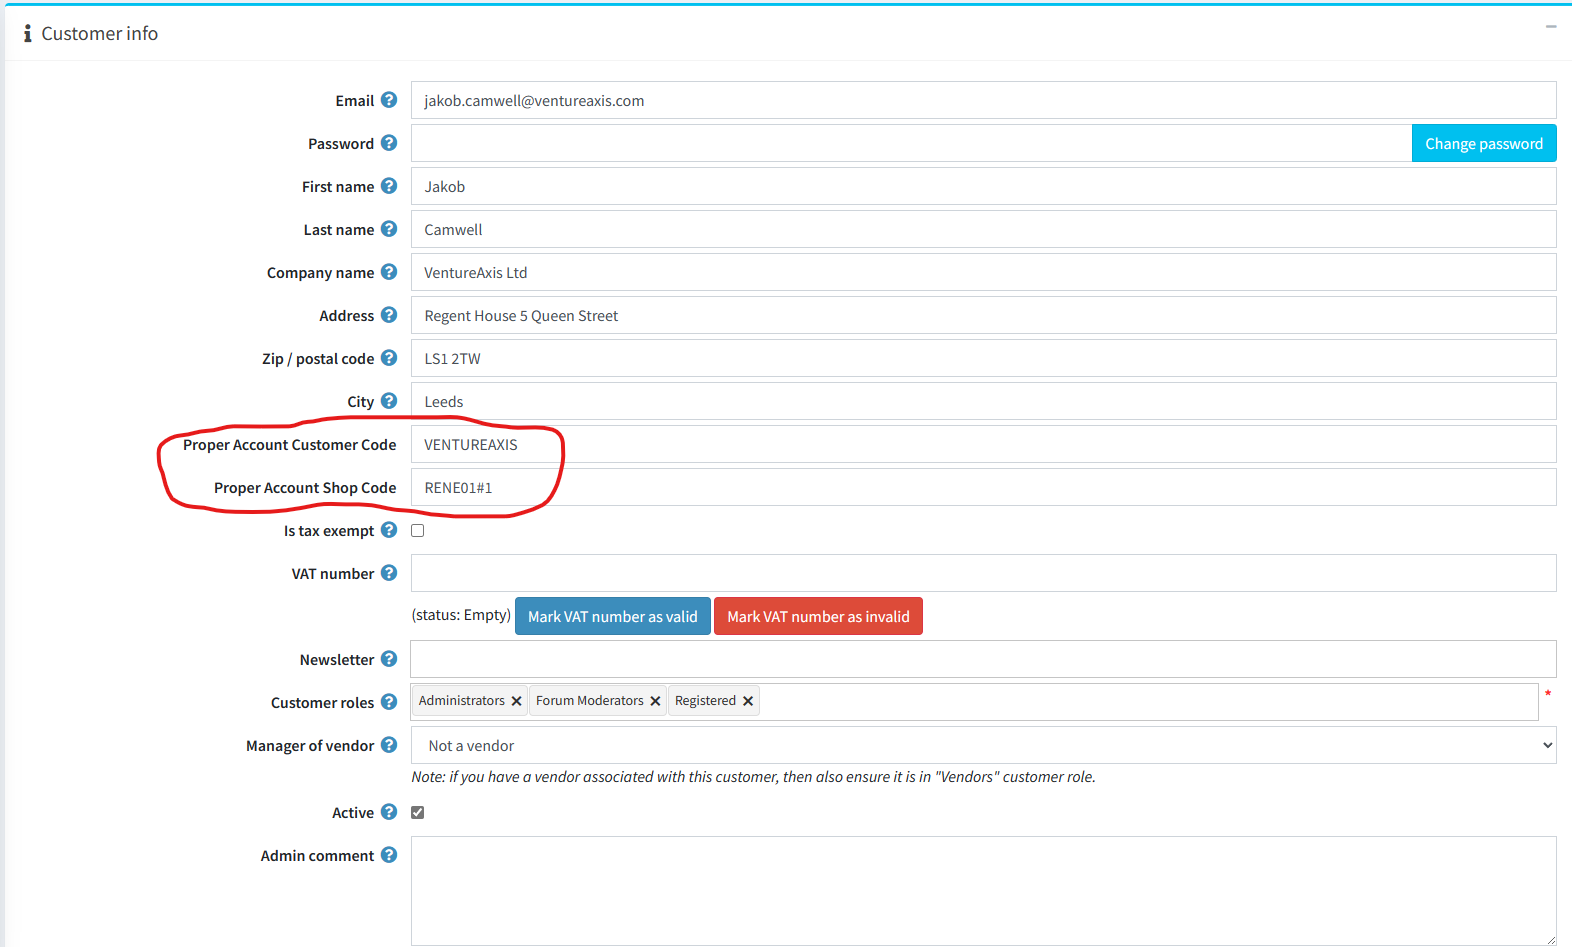 Customer info
Email jakob.camwell@ventureaxis.com
Password Change password
First name Jakob
Last name Camwell
Company name VentureAxis Ltd
Address Regent House 5 Queen Street
Zip / postal code LS1 2TW
City Leeds
Proper Account Customer Code VENTUREAXIS
Proper Account Shop Code RENE01#1
Is tax exempt
VAT number
(status: Empty) Mark VAT number as valid Mark VAT number as invalid
Newsletter
Customer roles Administrators Forum Moderators Registered *
Manager of vendor Not a vendor
Note: if you have a vendor associated with this customer, then also ensure it is in "Vendors" customer role.
Active
Admin comment